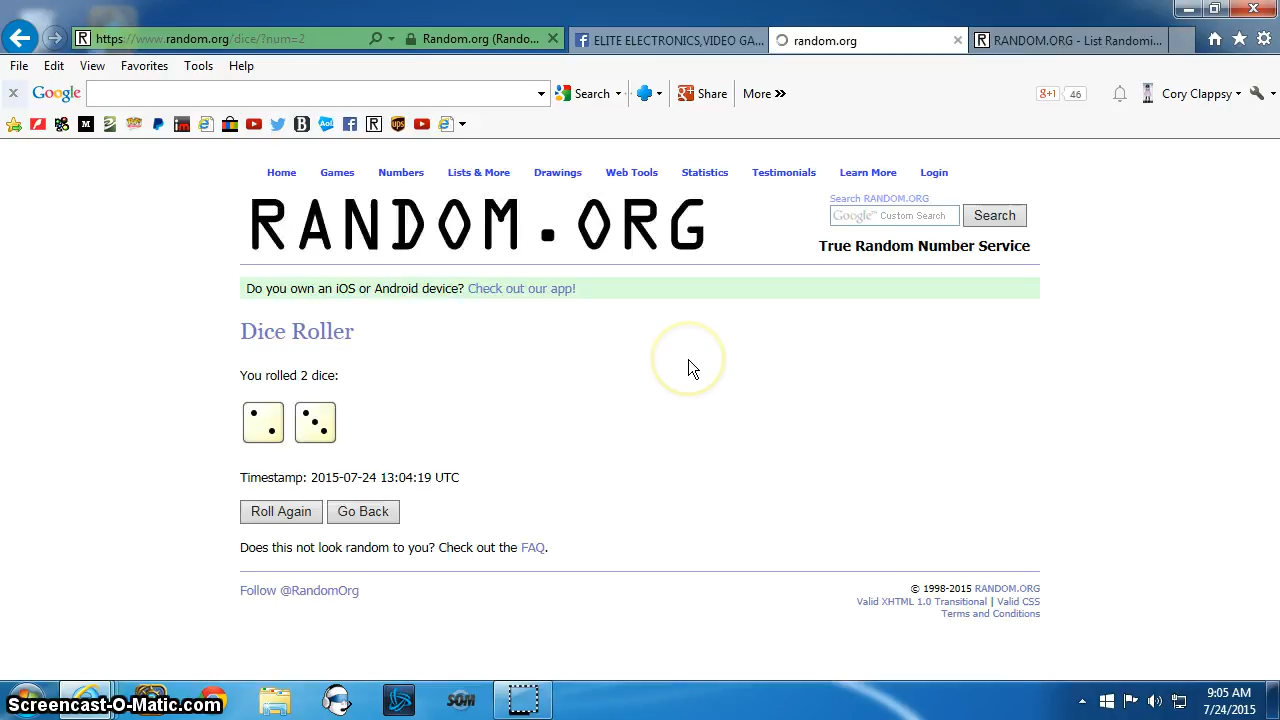 https://www.random.org/dice/?num=2
Random.org (Rando...
ELITE ELECTRONICS,VIDEO GA...
random.org
RANDOM.ORG - List Randomi...
File Edit View Favorites Tools Help
Google Search Share More »
g+1 46 Cory Clappsy
Home Games Numbers Lists & More Drawings Web Tools Statistics Testimonials Learn More Login
RANDOM.ORG
Search RANDOM.ORG
Google™ Custom Search Search
True Random Number Service
Do you own an iOS or Android device? Check out our app!
Dice Roller
You rolled 2 dice:
Timestamp: 2015-07-24 13:04:19 UTC
Roll Again Go Back
Does this not look random to you? Check out the FAQ.
Follow @RandomOrg
© 1998-2015 RANDOM.ORG
Valid XHTML 1.0 Transitional | Valid CSS
Terms and Conditions
SOM
9:05 AM
7/24/2015
Screencast-O-Matic.com